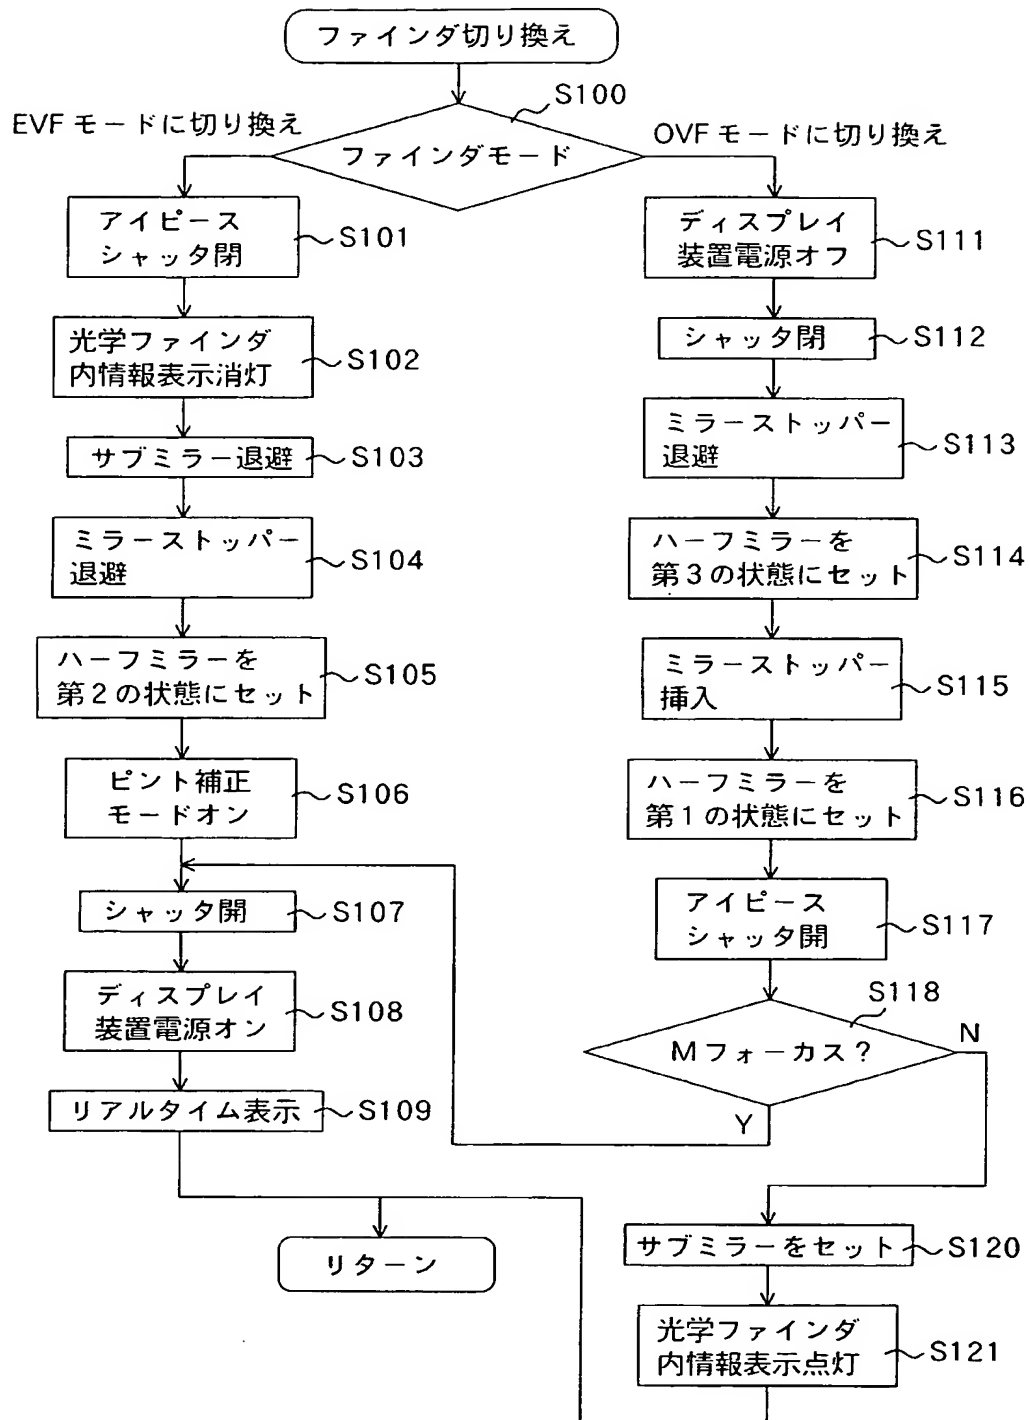 ファインダ切り換え
S100
EVFモードに切り換え
ファインダモード
OVFモードに切り換え
アイピース
シャッタ閉
S101
光学ファインダ
内情報表示消灯
S102
サブミラー退避
S103
ミラーストッパー
退避
S104
ハーフミラーを
第2の状態にセット
S105
ピント補正
モードオン
S106
シャッタ開
S107
ディスプレイ
装置電源オン
S108
リアルタイム表示
S109
リターン
ディスプレイ
装置電源オフ
S111
シャッタ閉
S112
ミラーストッパー
退避
S113
ハーフミラーを
第3の状態にセット
S114
ミラーストッパー
挿入
S115
ハーフミラーを
第1の状態にセット
S116
アイピース
シャッタ開
S117
S118
Mフォーカス?
N
Y
サブミラーをセット
S120
光学ファインダ
内情報表示点灯
S121